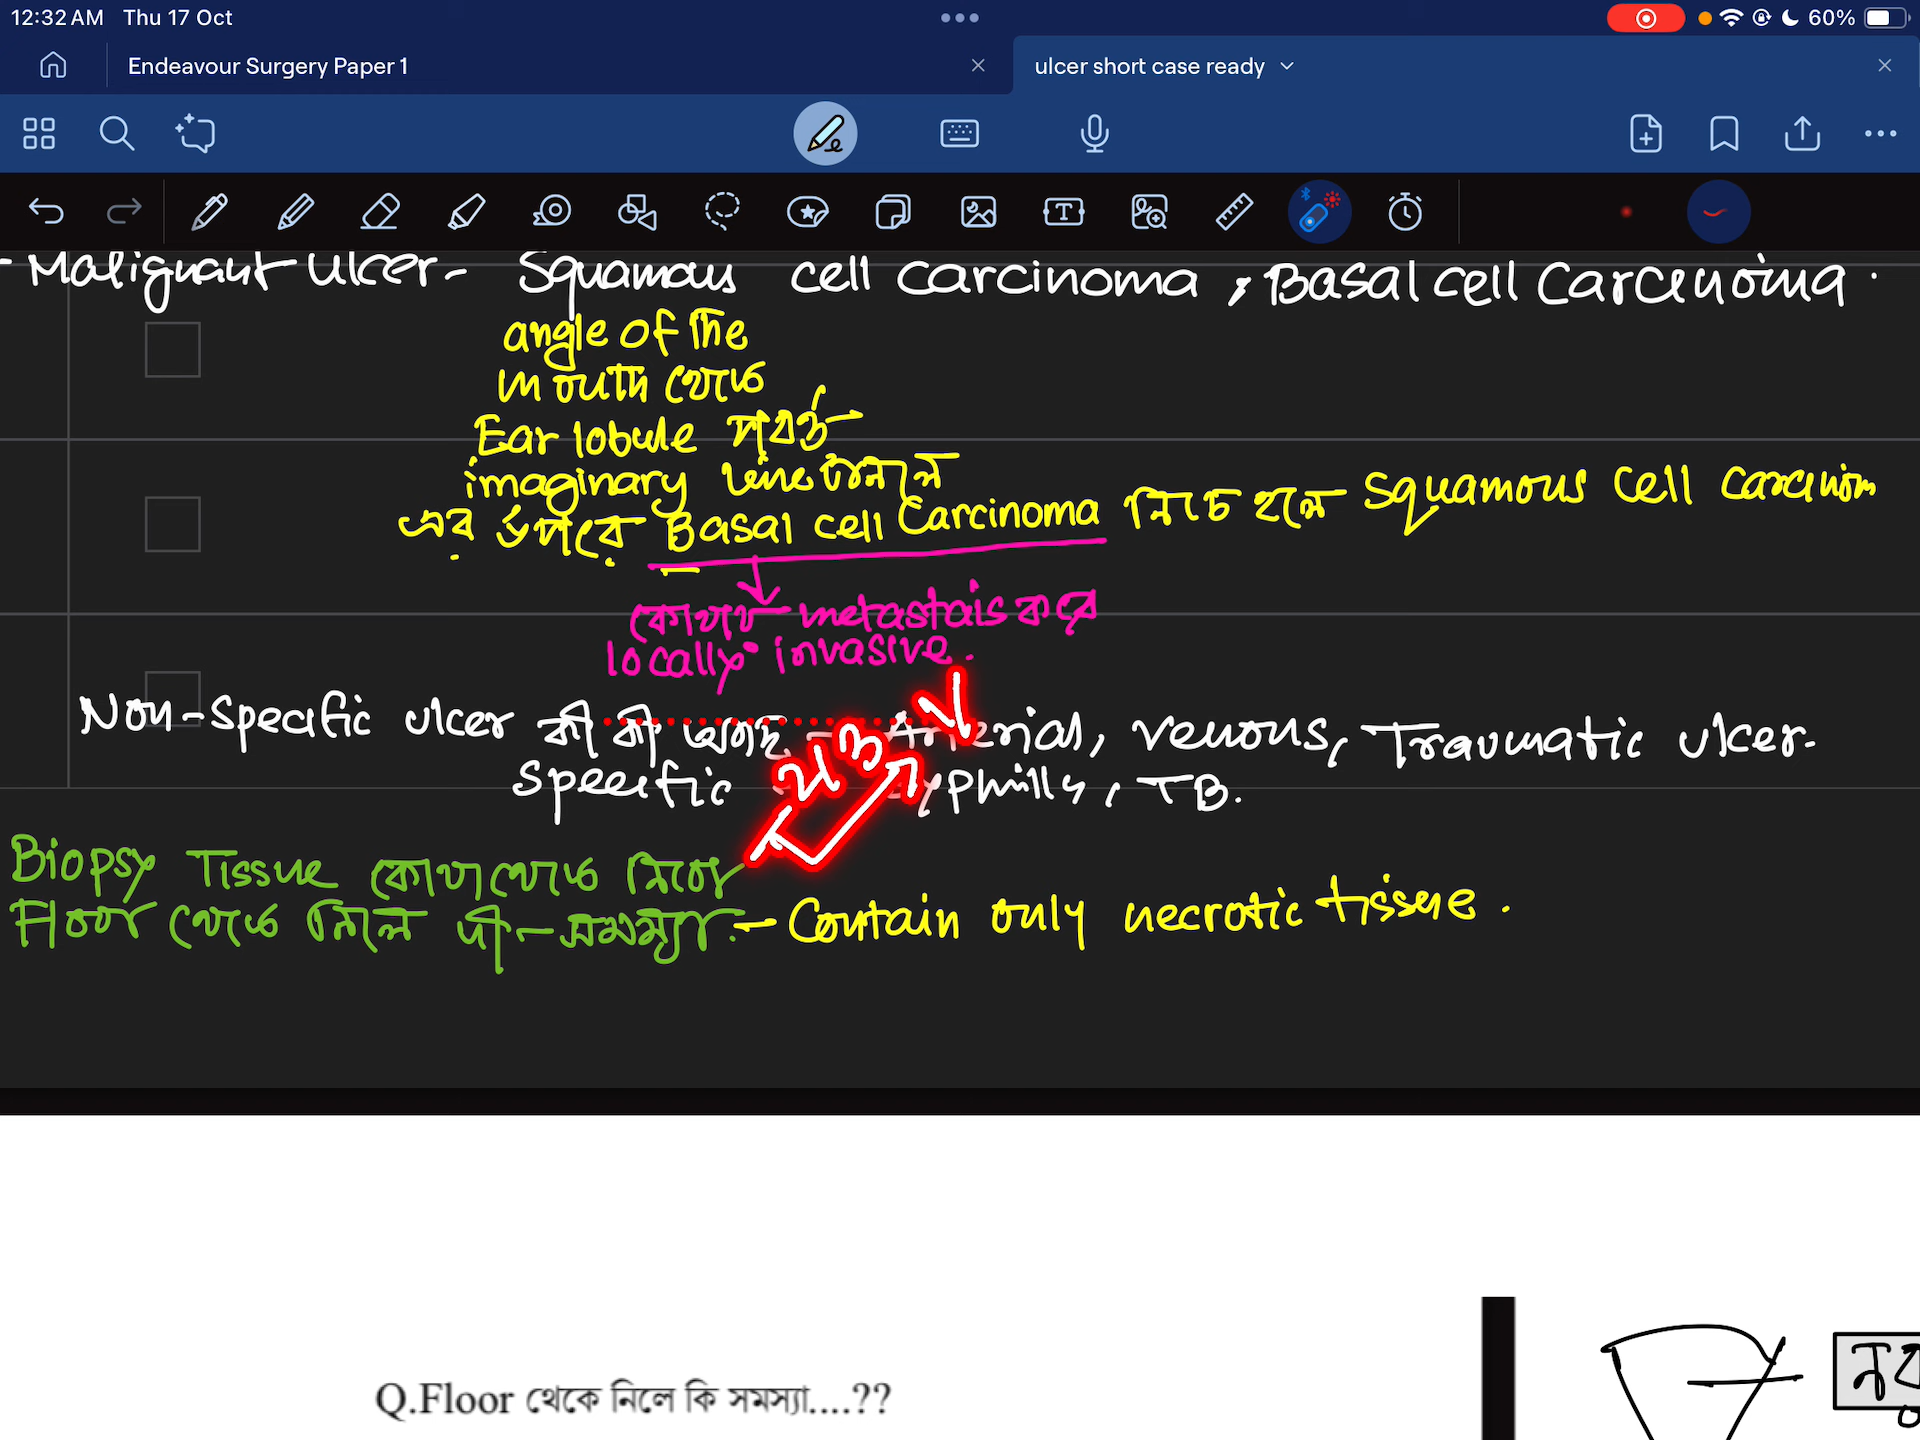 12:32 AM Thu 17 Oct
60%
Endeavour Surgery Paper 1
ulcer short case ready
Malignant Ulcer - Squamous cell carcinoma, Basal cell Carcinoma.
angle of the
mouth থেকে
Ear lobule পর্যন্ত
imaginary line টানলে
এর উপরে Basal cell Carcinoma নিচে হলে Squamous Cell Carcinom
metastais করে
locally invasive.
Non-Specific ulcer কী কী আছে - Arterial, venous, Traumatic ulcer.
Specific Syphilis, TB.
Biopsy Tissue কোথা থেকে নিবো
Floor থেকে নিলে কী সমস্যা. - Contain only necrotic tissue.
Q.Floor থেকে নিলে কি সমস্যা....??